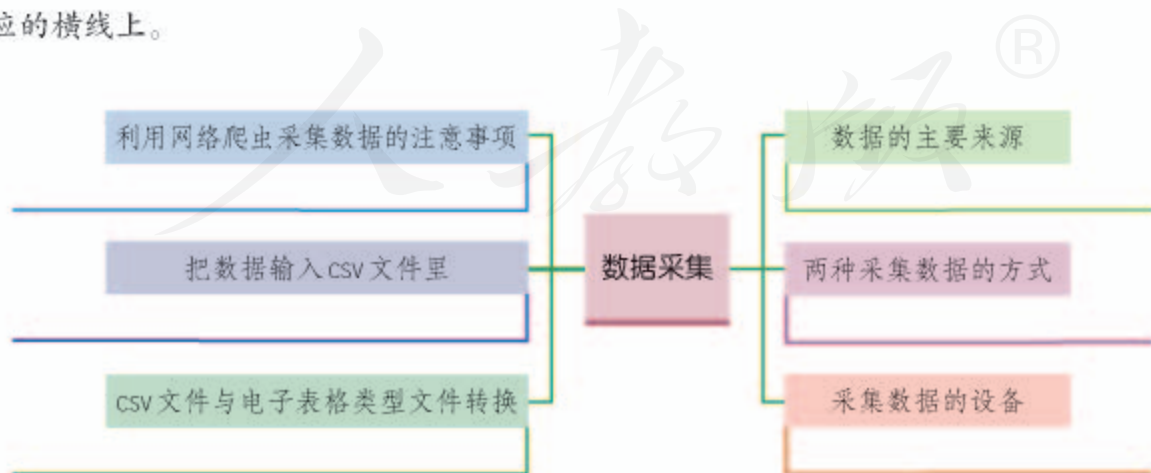 应的横线上。
人教版®
利用网络爬虫采集数据的注意事项
数据的主要来源
把数据输入CSV文件里
数据采集
两种采集数据的方式
CSV文件与电子表格类型文件转换
采集数据的设备